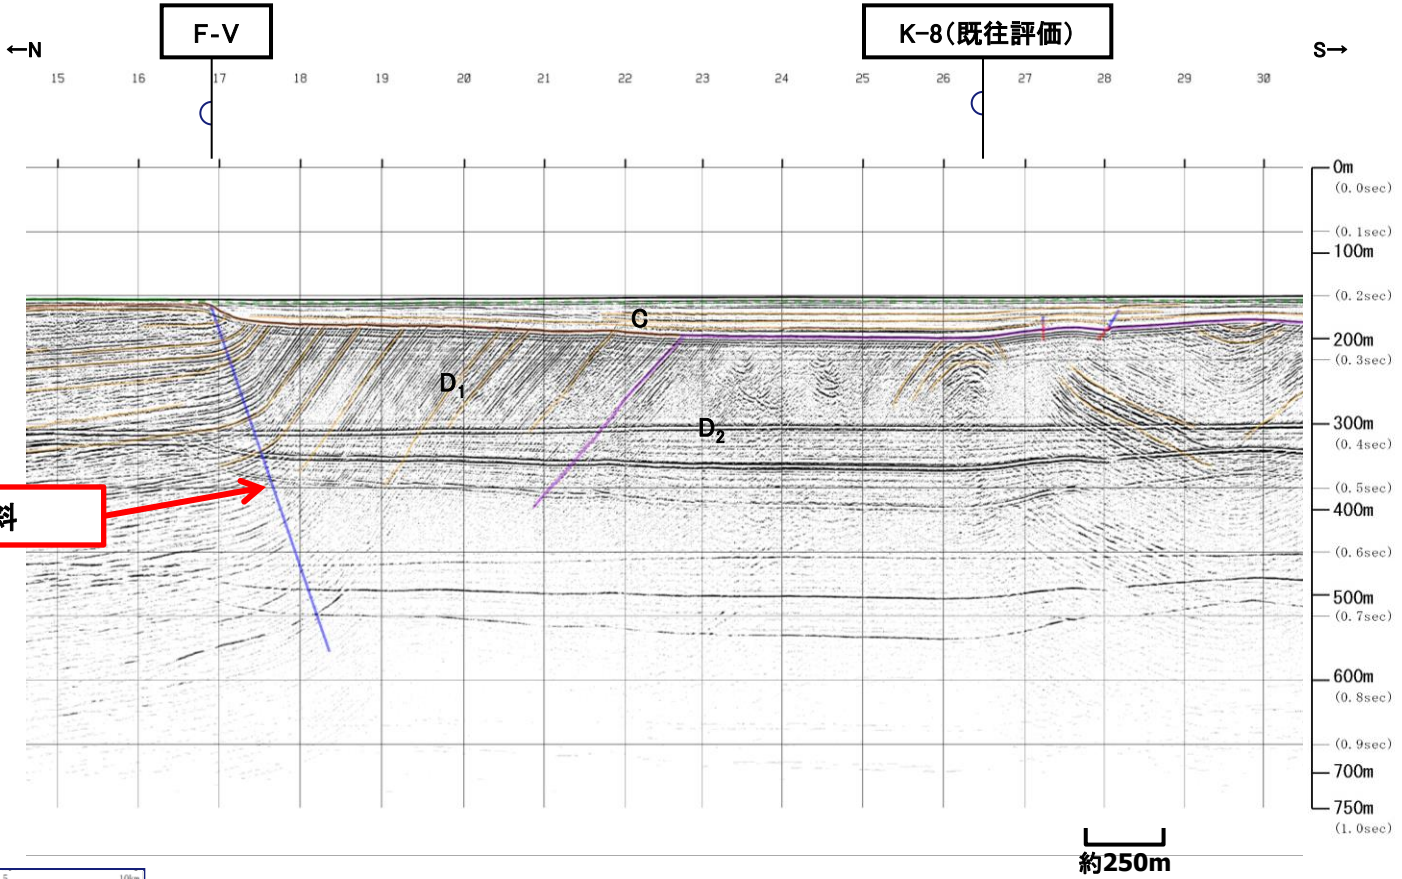 F-V
K-8(既往評価)
←N
S→
15 16 17 18 19 20 21 22 23 24 25 26 27 28 29 30
0m
(0.0sec)
(0.1sec)
100m
(0.2sec)
C
200m
(0.3sec)
D1
300m
D2
(0.4sec)
(0.5sec)
400m
料
(0.6sec)
500m
(0.7sec)
600m
(0.8sec)
(0.9sec)
700m
750m
(1.0sec)
約250m
5 10km